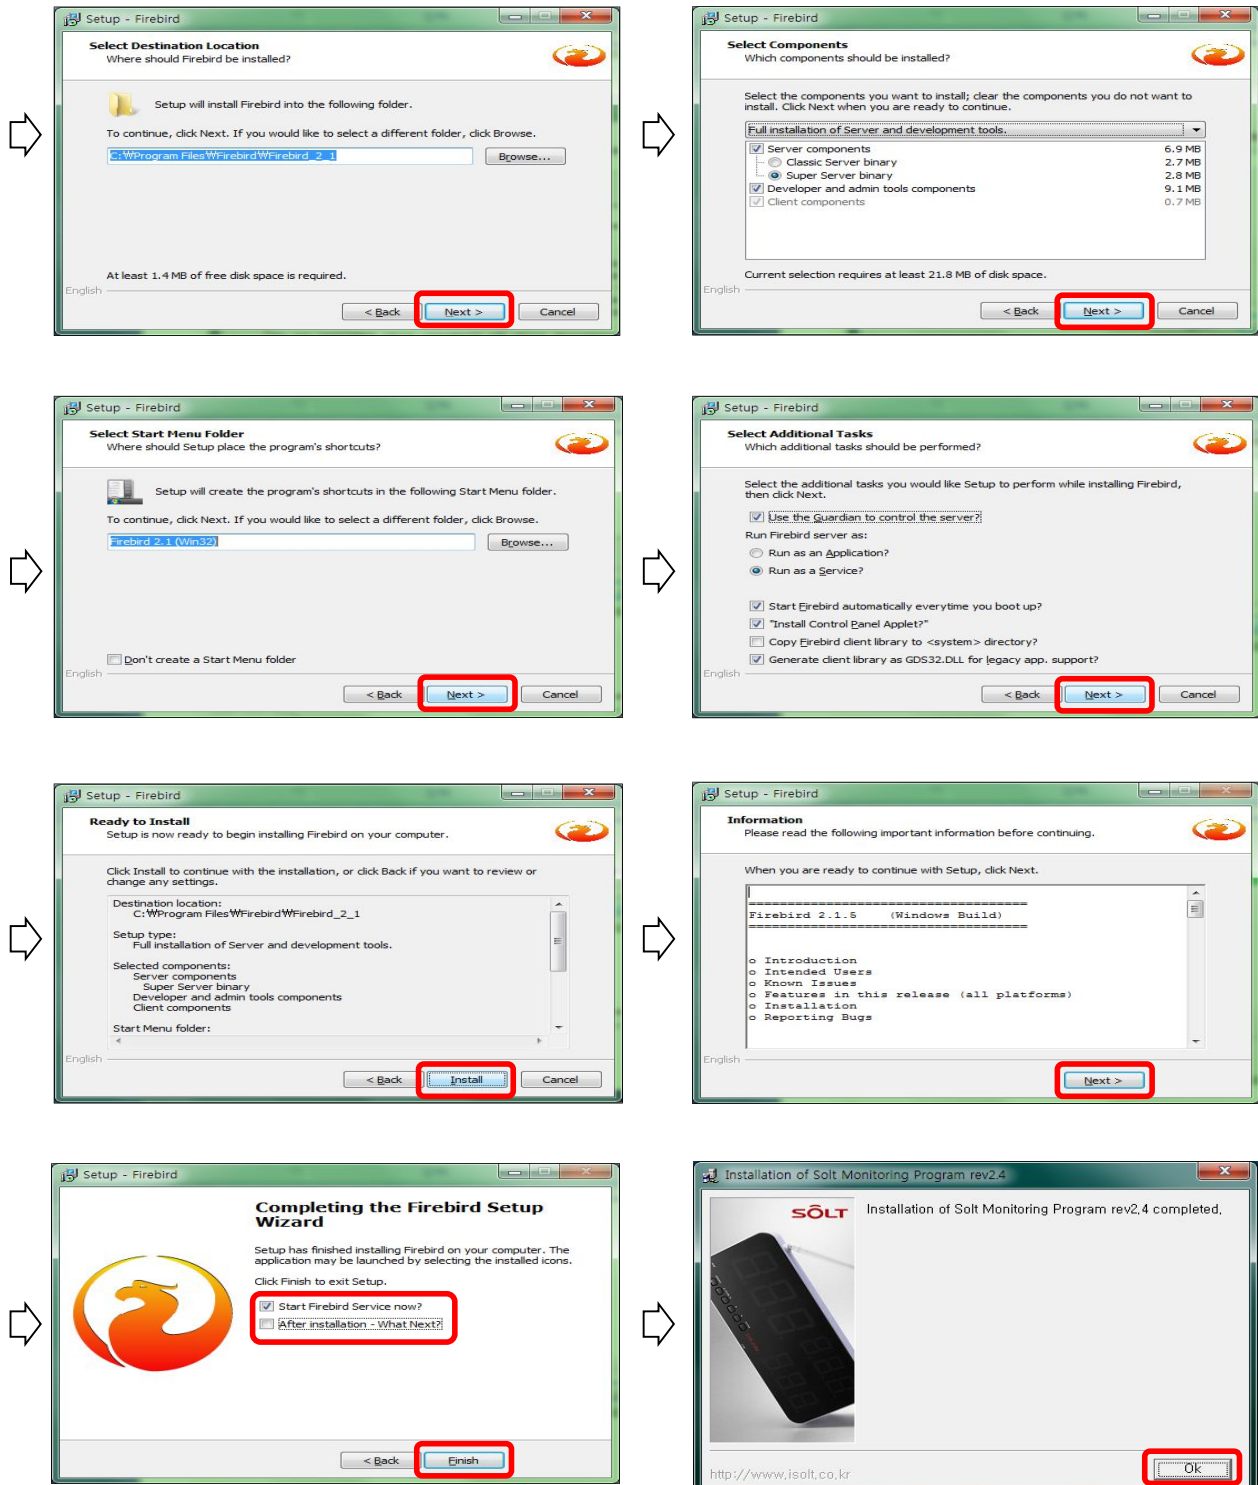 Setup - Firebird
Select Destination Location
Where should Firebird be installed?
Setup will install Firebird into the following folder.
To continue, click Next. If you would like to select a different folder, click Browse.
C:₩Program Files₩Firebird₩Firebird_2_1
Browse...
At least 1.4 MB of free disk space is required.
English
< Back
Next >
Cancel
Setup - Firebird
Select Components
Which components should be installed?
Select the components you want to install; clear the components you do not want to
install. Click Next when you are ready to continue.
Full installation of Server and development tools.
Server components 6.9 MB
Classic Server binary 2.7 MB
Super Server binary 2.8 MB
Developer and admin tools components 9.1 MB
Client components 0.7 MB
Current selection requires at least 21.8 MB of disk space.
English
< Back
Next >
Cancel
Setup - Firebird
Select Start Menu Folder
Where should Setup place the program's shortcuts?
Setup will create the program's shortcuts in the following Start Menu folder.
To continue, click Next. If you would like to select a different folder, click Browse.
Firebird 2.1 (Win32)
Browse...
Don't create a Start Menu folder
English
< Back
Next >
Cancel
Setup - Firebird
Select Additional Tasks
Which additional tasks should be performed?
Select the additional tasks you would like Setup to perform while installing Firebird,
then click Next.
Use the Guardian to control the server?
Run Firebird server as:
Run as an Application?
Run as a Service?
Start Firebird automatically everytime you boot up?
"Install Control Panel Applet?"
Copy Firebird client library to <system> directory?
Generate client library as GDS32.DLL for legacy app. support?
English
< Back
Next >
Cancel
Setup - Firebird
Ready to Install
Setup is now ready to begin installing Firebird on your computer.
Click Install to continue with the installation, or click Back if you want to review or
change any settings.
Destination location:
C:₩Program Files₩Firebird₩Firebird_2_1
Setup type:
Full installation of Server and development tools.
Selected components:
Server components
Super Server binary
Developer and admin tools components
Client components
Start Menu folder:
English
< Back
Install
Cancel
Setup - Firebird
Information
Please read the following important information before continuing.
When you are ready to continue with Setup, click Next.
====================================
Firebird 2.1.5 (Windows Build)
====================================
o Introduction
o Intended Users
o Known Issues
o Features in this release (all platforms)
o Installation
o Reporting Bugs
English
Next >
Setup - Firebird
Completing the Firebird Setup
Wizard
Setup has finished installing Firebird on your computer. The
application may be launched by selecting the installed icons.
Click Finish to exit Setup.
Start Firebird Service now?
After installation - What Next?
< Back
Finish
Installation of Solt Monitoring Program rev2.4
SÔLT
Installation of Solt Monitoring Program rev2.4 completed.
http://www.isolt.co.kr
Ok